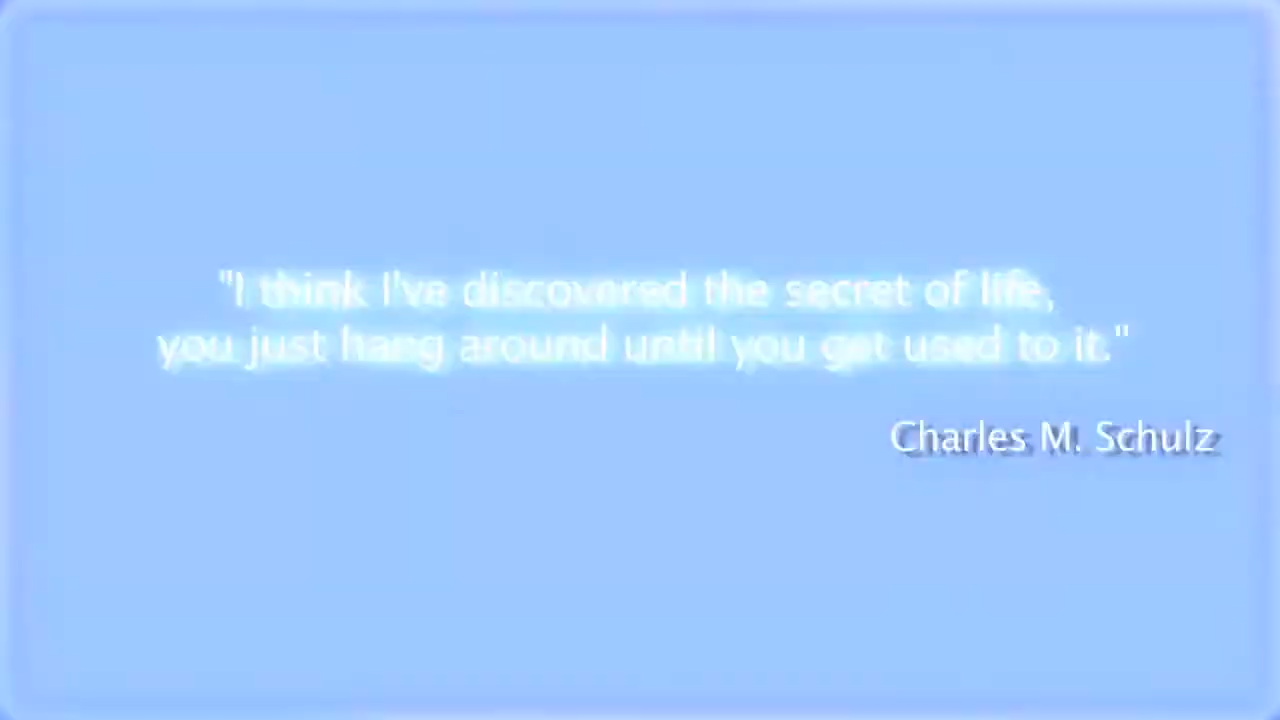 "I think I've discovered the secret of life,
you just hang around until you get used to it."
Charles M. Schulz